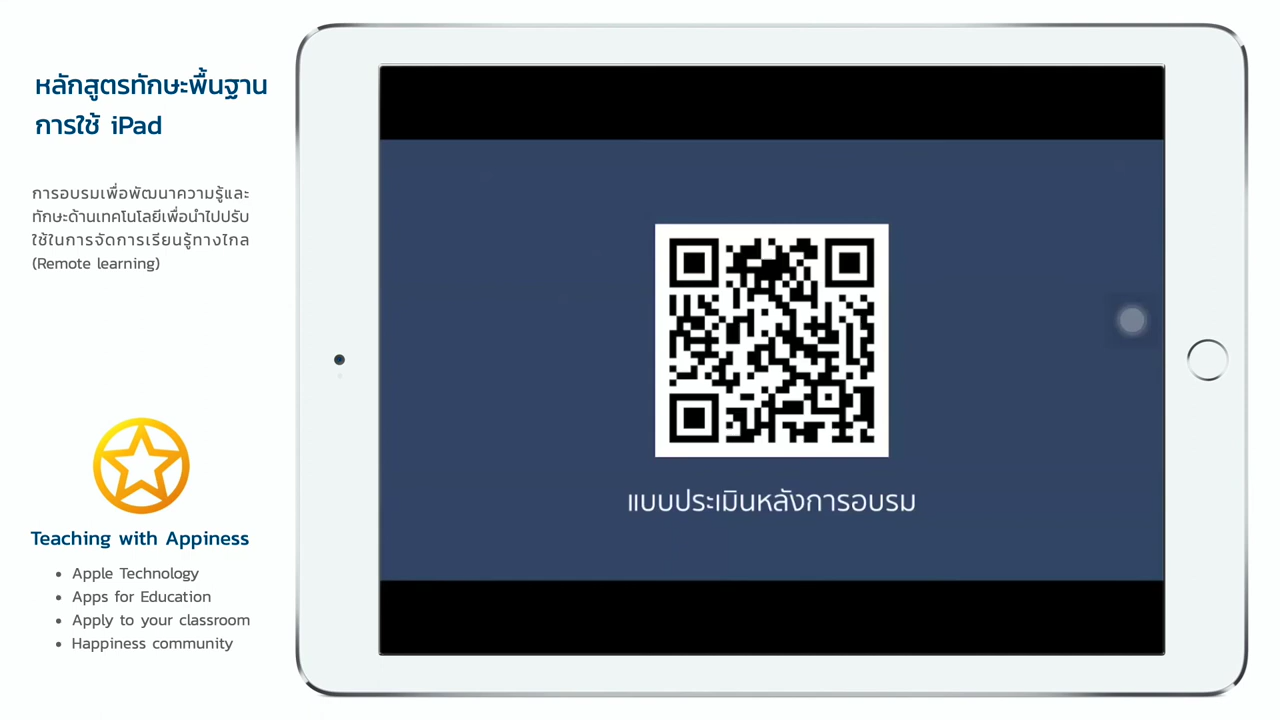 หลักสูตรทักษะพื้นฐาน
การใช้ iPad
การอบรมเพื่อพัฒนาความรู้และ
ทักษะด้านเทคโนโลยีเพื่อนำไปปรับ
ใช้ในการจัดการเรียนรู้ทางไกล
(Remote learning)
แบบประเมินหลังการอบรม
Teaching with Appiness
• Apple Technology
• Apps for Education
• Apply to your classroom
• Happiness community